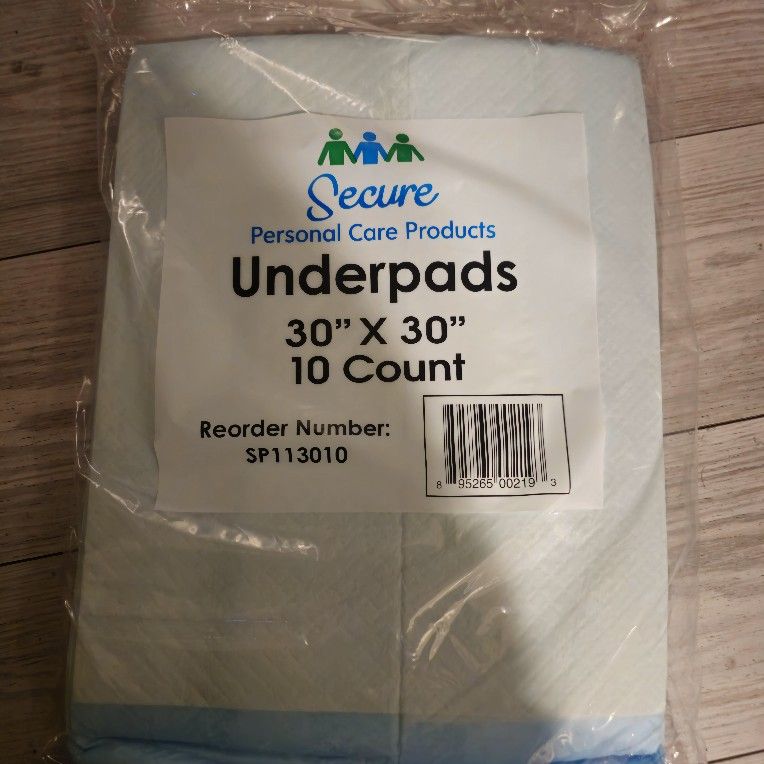 Secure
Personal Care Products
Underpads
30” X 30”
10 Count
Reorder Number:
SP113010
8 95265 00219 3